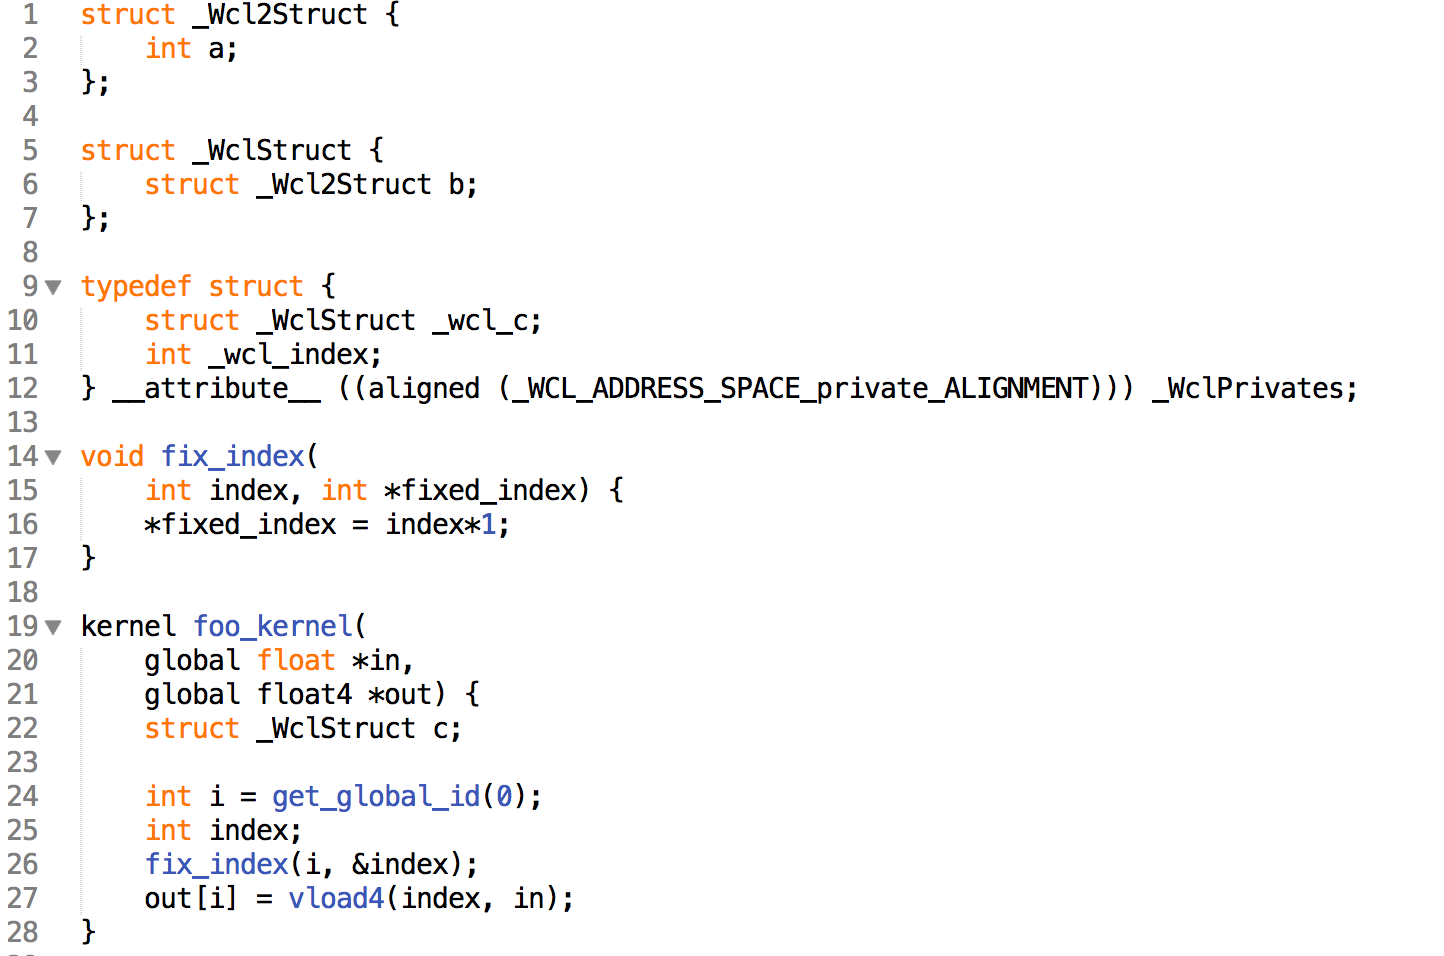 1 struct _Wcl2Struct {
2 int a;
3 };
4
5 struct _WclStruct {
6 struct _Wcl2Struct b;
7 };
8
9 typedef struct {
10 struct _WclStruct _wcl_c;
11 int _wcl_index;
12 } __attribute__ ((aligned (_WCL_ADDRESS_SPACE_private_ALIGNMENT))) _WclPrivates;
13
14 void fix_index(
15 int index, int *fixed_index) {
16 *fixed_index = index*1;
17 }
18
19 kernel foo_kernel(
20 global float *in,
21 global float4 *out) {
22 struct _WclStruct c;
23
24 int i = get_global_id(0);
25 int index;
26 fix_index(i, &index);
27 out[i] = vload4(index, in);
28 }